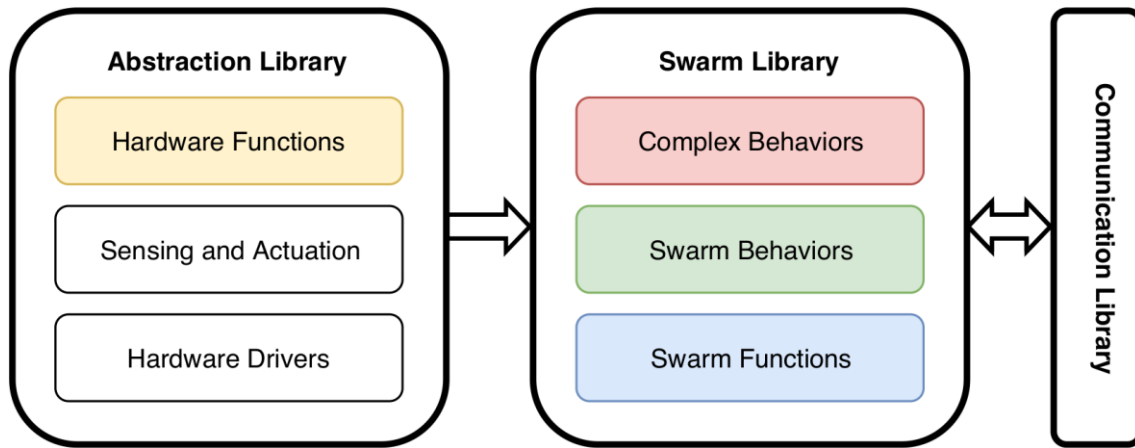 Abstraction Library
Hardware Functions
Sensing and Actuation
Hardware Drivers
Swarm Library
Complex Behaviors
Swarm Behaviors
Swarm Functions
Communication Library